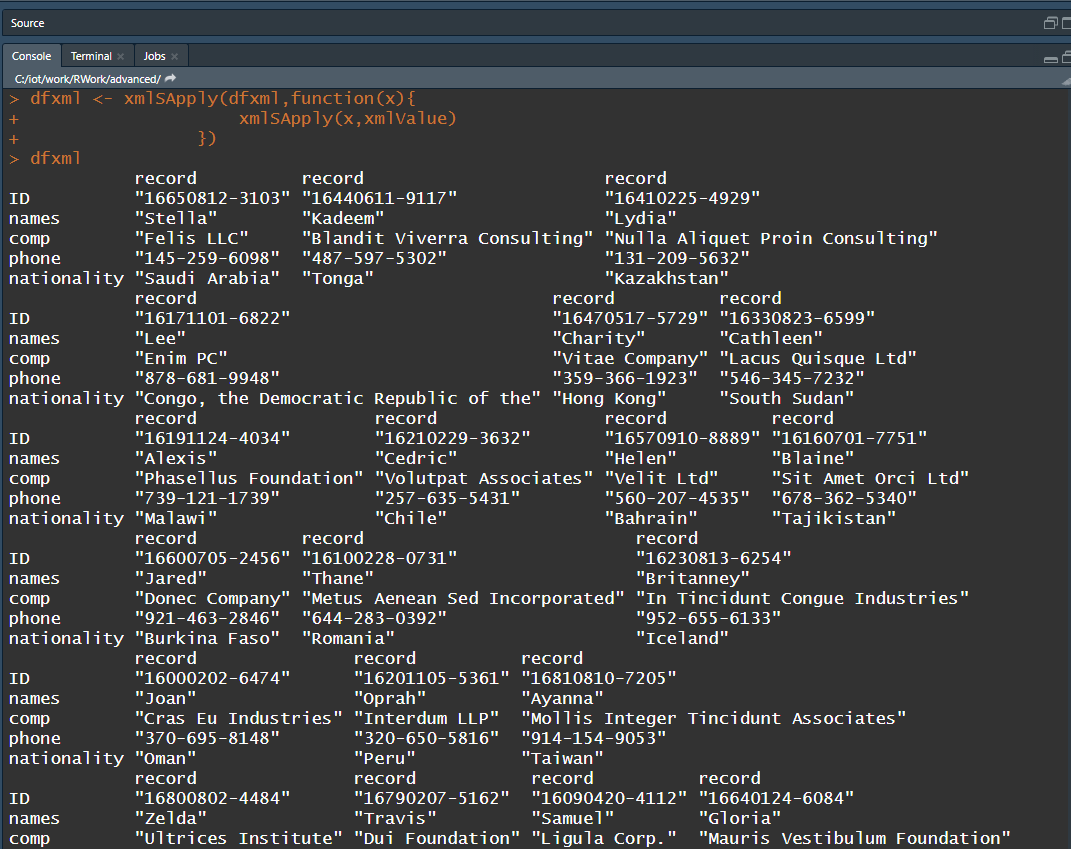 Source
Console Terminal Jobs
C:/iot/work/RWork/advanced/
> dfxml <- xmlSApply(dfxml,function(x){
+                      xmlSApply(x,xmlValue)
+                  })
> dfxml
            record           record                       record
ID          "16650812-3103" "16440611-9117"              "16410225-4929"
names       "Stella"        "Kadeem"                     "Lydia"
comp        "Felis LLC"     "Blandit Viverra Consulting" "Nulla Aliquet Proin Consulting"
phone       "145-259-6098"  "487-597-5302"               "131-209-5632"
nationality "Saudi Arabia"  "Tonga"                      "Kazakhstan"
            record                                  record          record
ID          "16171101-6822"                         "16470517-5729" "16330823-6599"
names       "Lee"                                   "Charity"       "Cathleen"
comp        "Enim PC"                               "Vitae Company" "Lacus Quisque Ltd"
phone       "878-681-9948"                          "359-366-1923"  "546-345-7232"
nationality "Congo, the Democratic Republic of the" "Hong Kong"     "South Sudan"
            record                 record                record          record
ID          "16191124-4034"        "16210229-3632"       "16570910-8889" "16160701-7751"
names       "Alexis"               "Cedric"              "Helen"         "Blaine"
comp        "Phasellus Foundation" "Volutpat Associates" "Velit Ltd"     "Sit Amet Orci Ltd"
phone       "739-121-1739"         "257-635-5431"        "560-207-4535"  "678-362-5340"
nationality "Malawi"               "Chile"               "Bahrain"       "Tajikistan"
            record          record                          record
ID          "16600705-2456" "16100228-0731"                 "16230813-6254"
names       "Jared"         "Thane"                         "Britanney"
comp        "Donec Company" "Metus Aenean Sed Incorporated" "In Tincidunt Congue Industries"
phone       "921-463-2846"  "644-283-0392"                  "952-655-6133"
nationality "Burkina Faso"  "Romania"                       "Iceland"
            record               record          record
ID          "16000202-6474"      "16201105-5361" "16810810-7205"
names       "Joan"               "Oprah"         "Ayanna"
comp        "Cras Eu Industries" "Interdum LLP"  "Mollis Integer Tincidunt Associates"
phone       "370-695-8148"       "320-650-5816"  "914-154-9053"
nationality "Oman"               "Peru"          "Taiwan"
            record               record           record          record
ID          "16800802-4484"      "16790207-5162"  "16090420-4112" "16640124-6084"
names       "Zelda"              "Travis"         "Samuel"        "Gloria"
comp        "Ultrices Institute" "Dui Foundation" "Ligula Corp."  "Mauris Vestibulum Foundation"